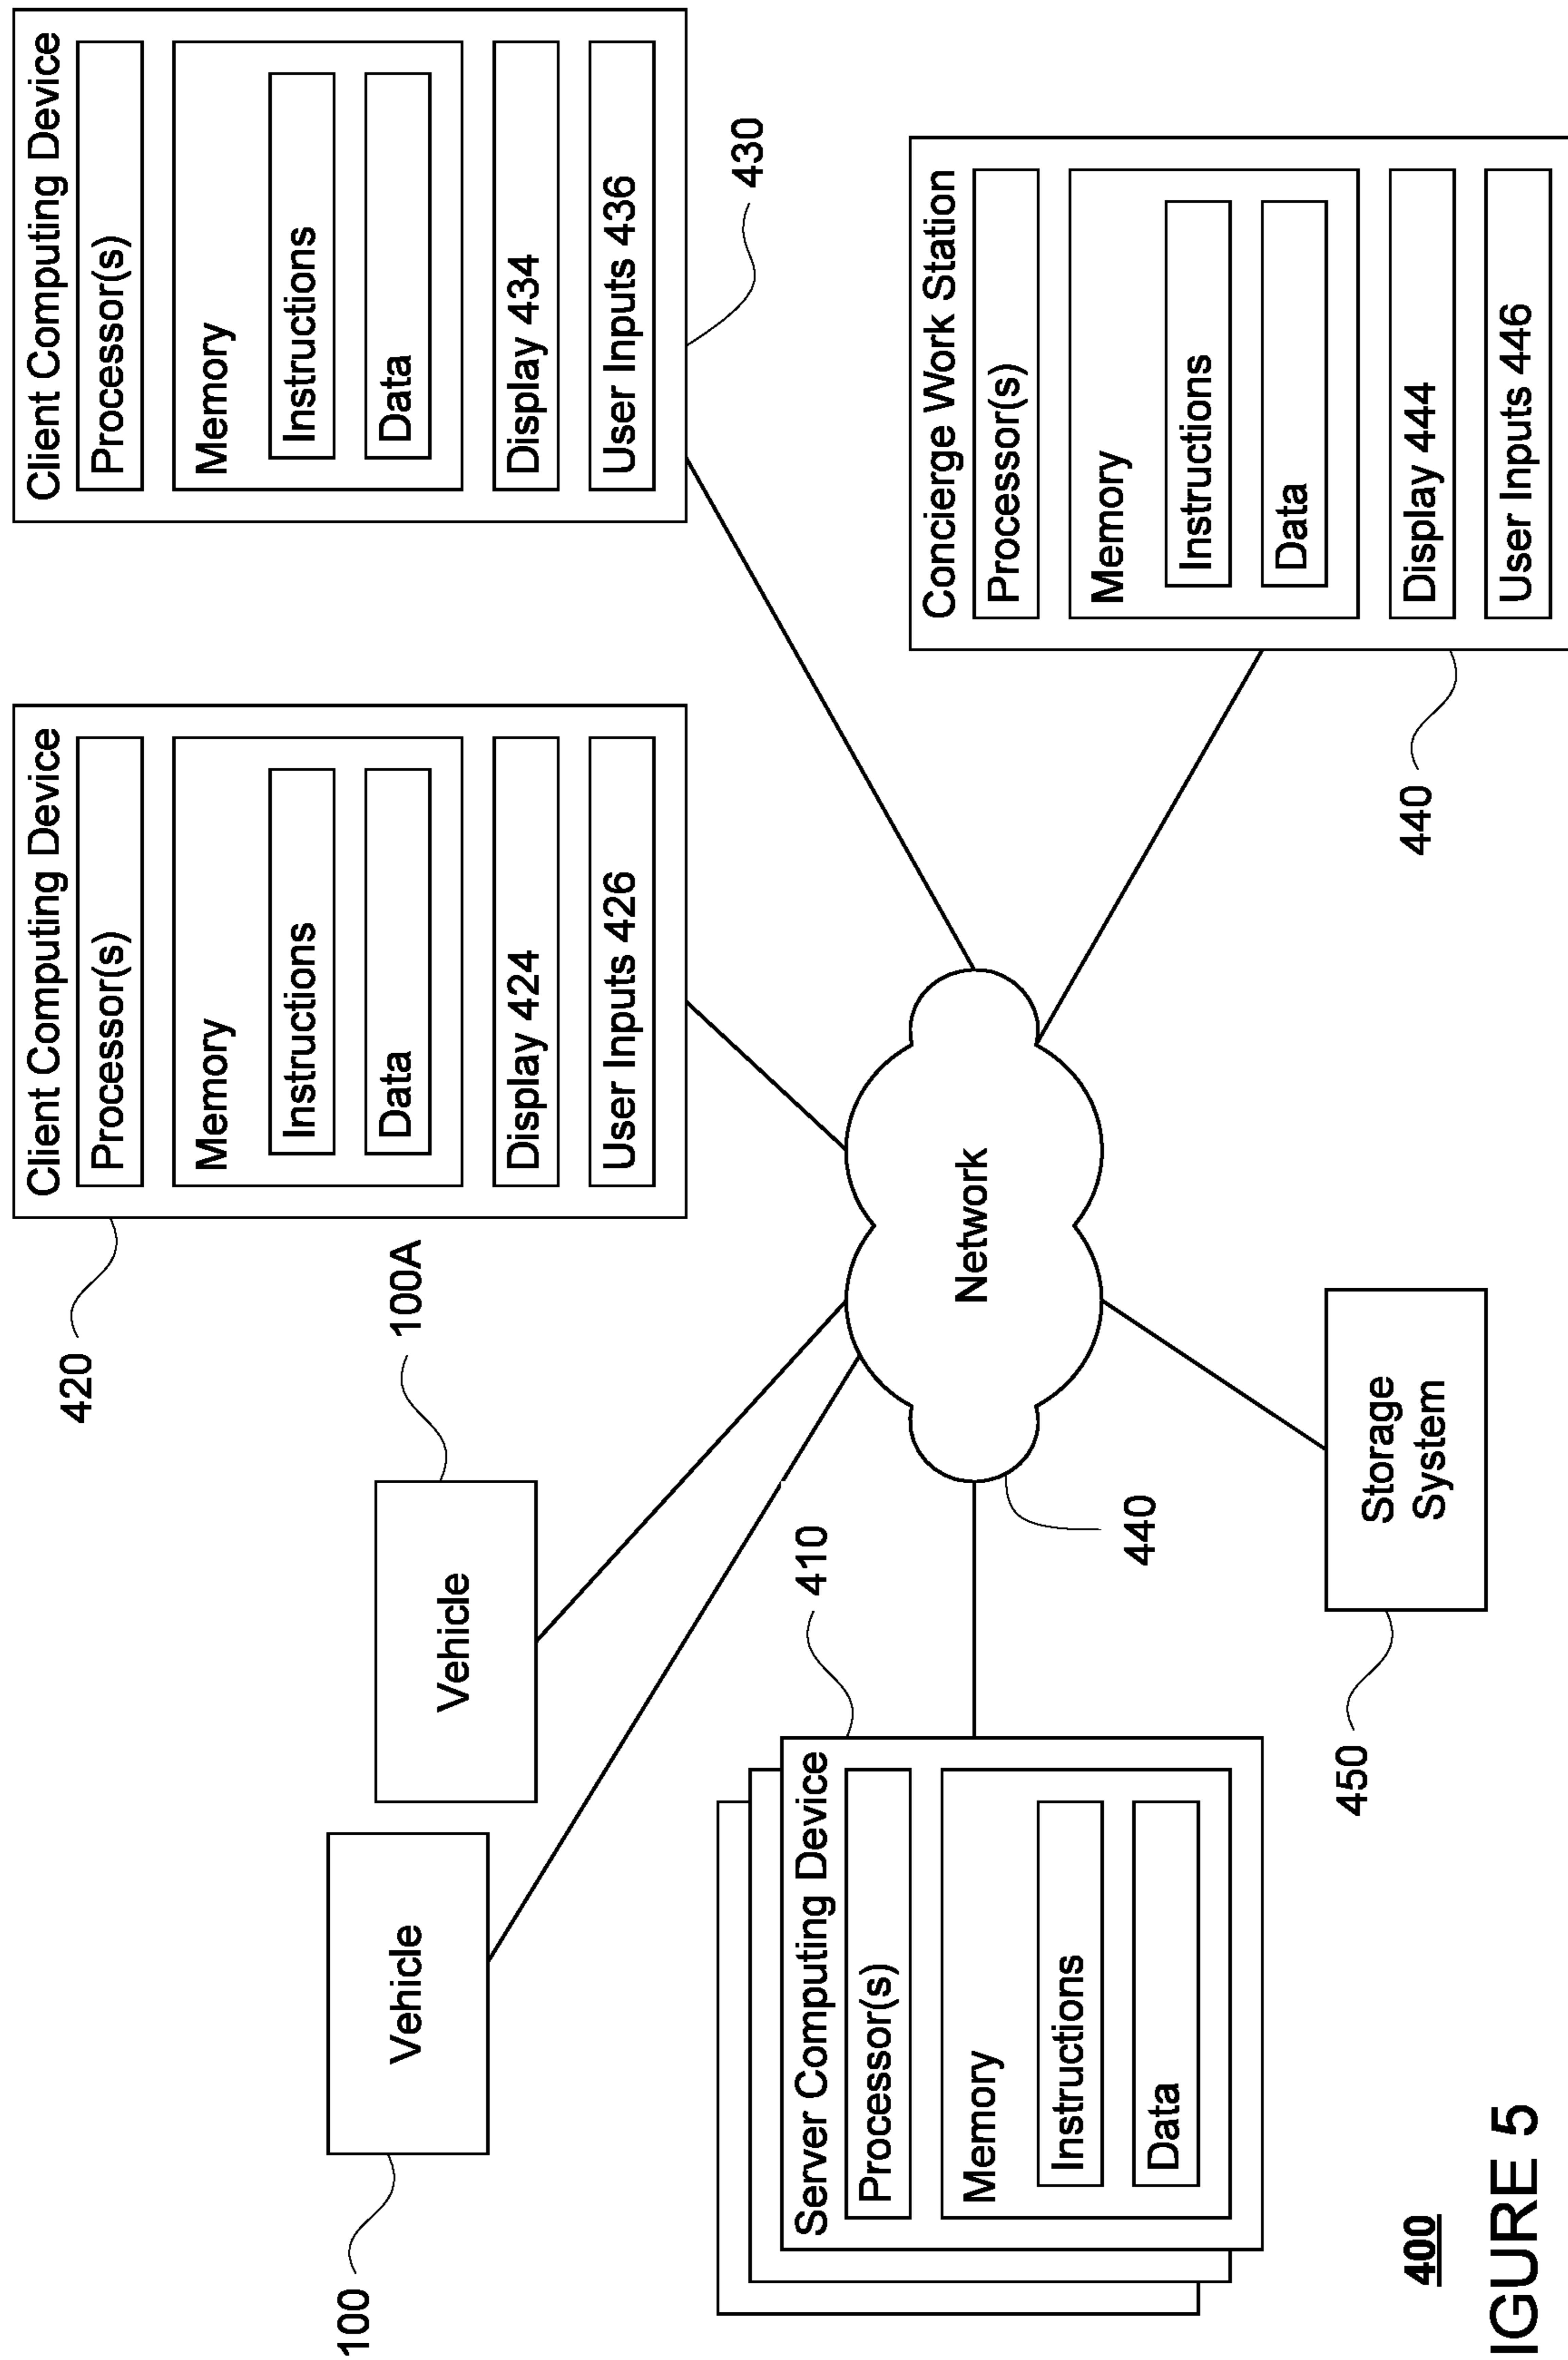 Client Computing Device
Processor(s)
Memory
Instructions
Data
Display 424
User Inputs 426
420
Client Computing Device
Processor(s)
Memory
Instructions
Data
Display 434
User Inputs 436
430
Vehicle
100
Vehicle
100A
Server Computing Device
Processor(s)
Memory
Instructions
Data
410
Network
440
Concierge Work Station
Processor(s)
Memory
Instructions
Data
Display 444
User Inputs 446
440
Storage
System
450
400
IGURE 5